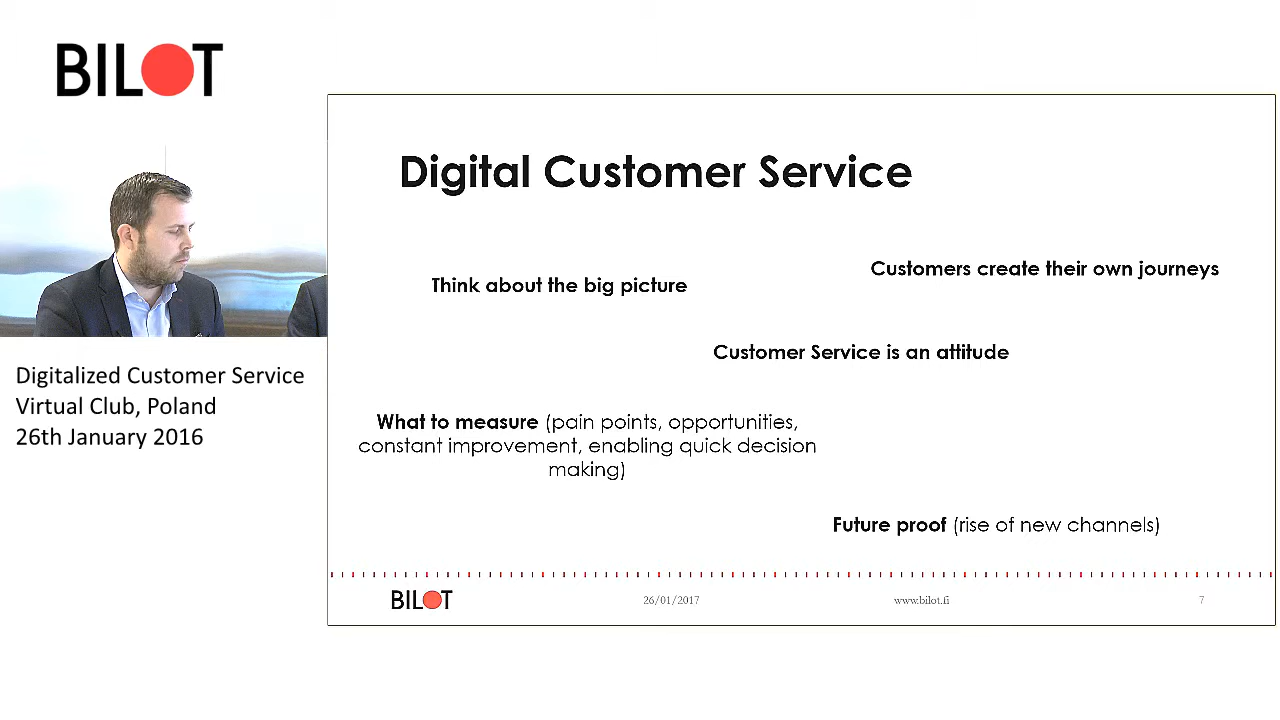 BILOT
Digitalized Customer Service
Virtual Club, Poland
26th January 2016
Digital Customer Service
Think about the big picture
Customers create their own journeys
Customer Service is an attitude
What to measure (pain points, opportunities,
constant improvement, enabling quick decision
making)
Future proof (rise of new channels)
BILOT
26/01/2017
www.bilot.fi
7